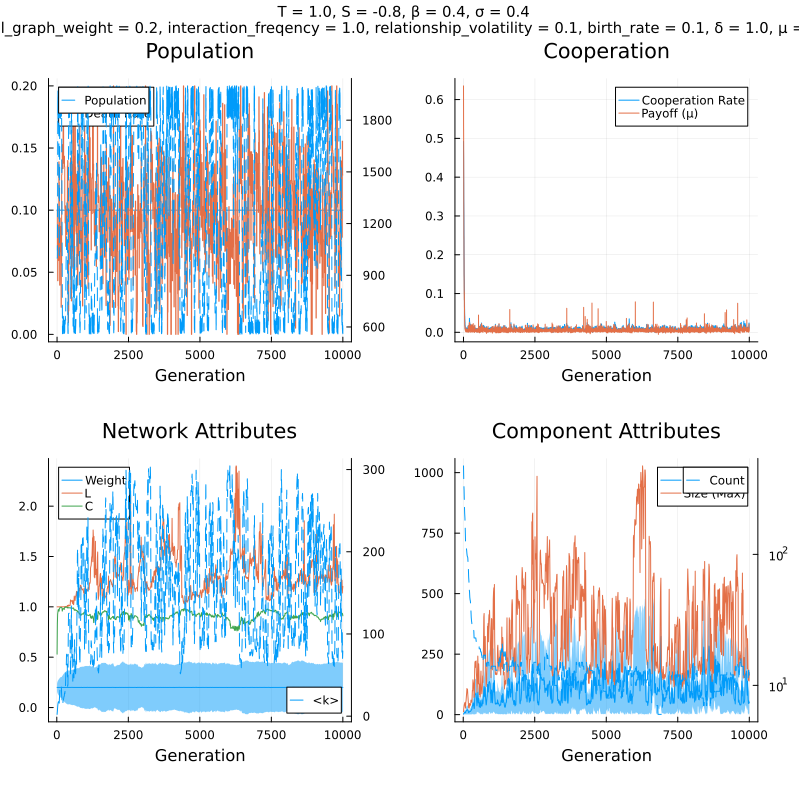 T = 1.0, S = -0.8, β = 0.4, σ = 0.4
l_graph_weight = 0.2, interaction_freqency = 1.0, relationship_volatility = 0.1, birth_rate = 0.1, δ = 1.0, μ =
Population
Cooperation
0.20
0.15
0.10
0.05
0.00
Population
1800
1500
1200
900
600
0
2500
5000
7500
10000
Generation
0.6
0.5
0.4
0.3
0.2
0.1
0.0
Cooperation Rate
Payoff (μ)
0
2500
5000
7500
10000
Generation
Network Attributes
Component Attributes
2.0
1.5
1.0
0.5
0.0
Weight
L
C
<k>
300
200
100
0
0
2500
5000
7500
10000
Generation
1000
750
500
250
0
Count
Size (Max)
10²
10¹
0
2500
5000
7500
10000
Generation